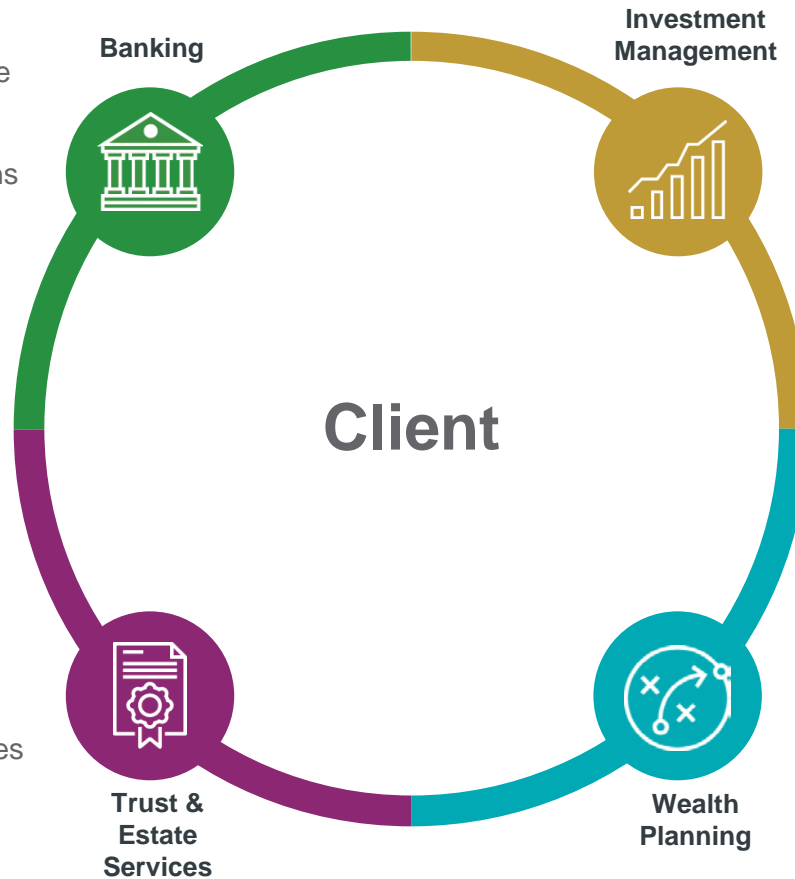 Banking
Investment
Management
Client
Trust &
Estate
Services
Wealth
Planning